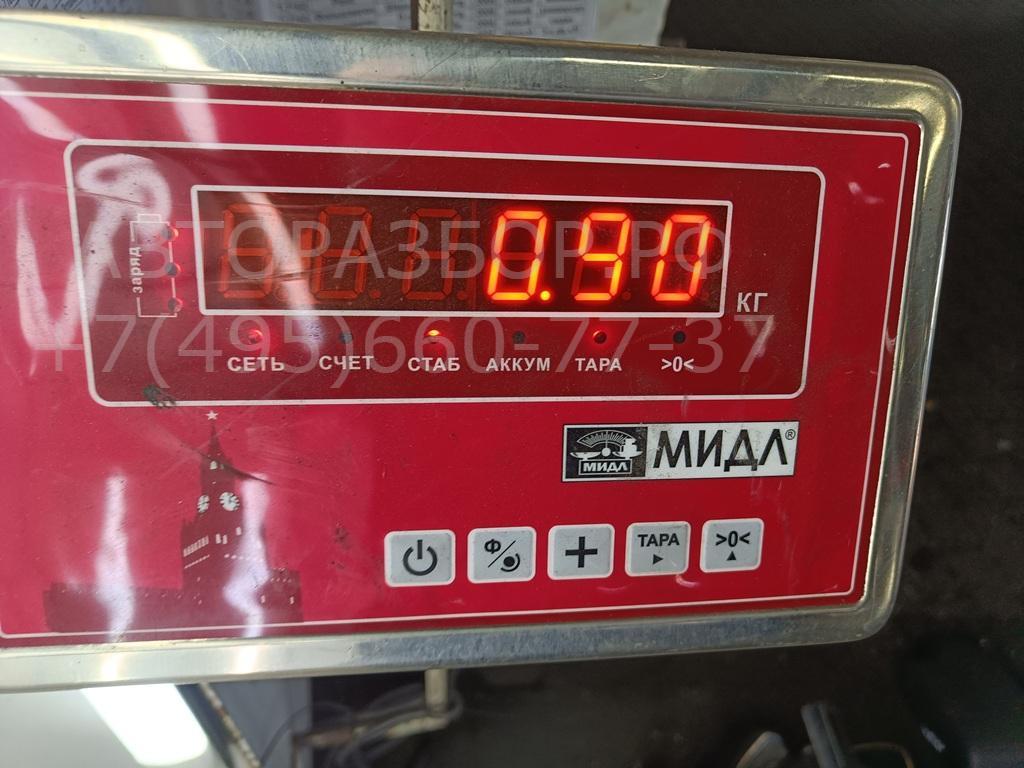 АВТОРАЗБОР.РФ
0.90
заряд
КГ
+7(495)660-77-37
СЕТЬ СЧЕТ СТАБ АККУМ ТАРА >0<
МИДЛ МИДЛ®
Ф ТАРА >0<